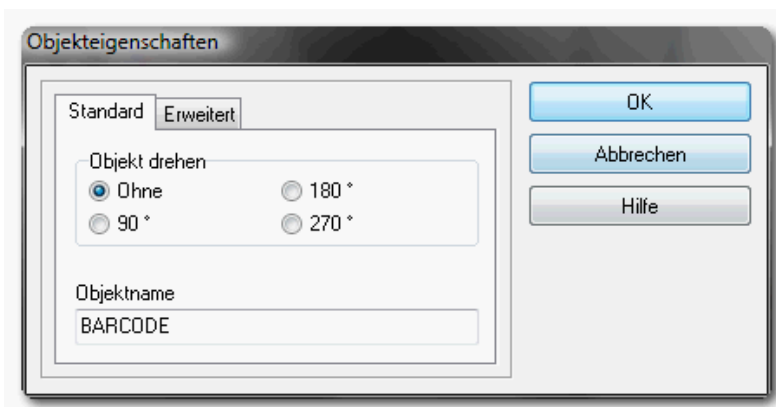 Objekteigenschaften
Standard
Erweitert
Objekt drehen
Ohne
180 °
90 °
270 °
Objektname
BARCODE
OK
Abbrechen
Hilfe